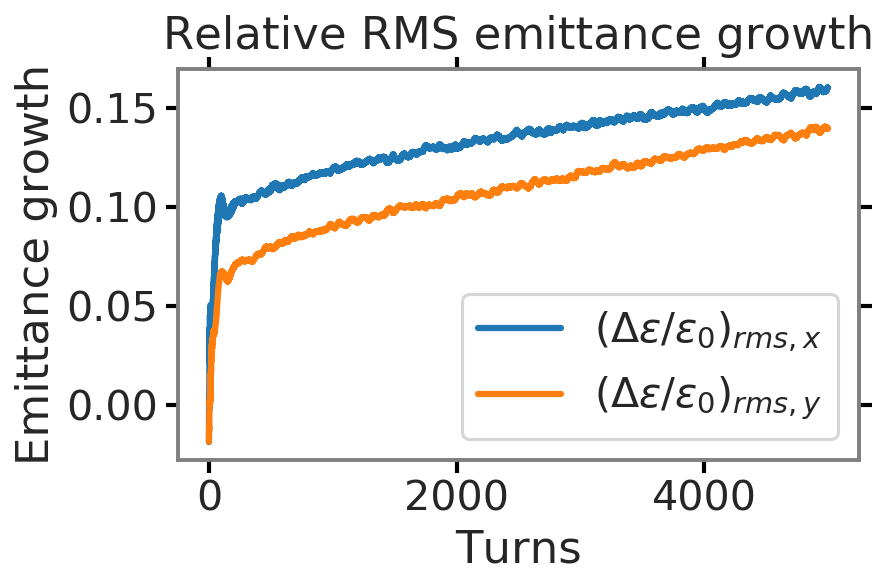 Relative RMS emittance growth
Emittance growth
0.15
0.10
0.05
0.00
(Δε/ε₀)rms, x
(Δε/ε₀)rms, y
0 2000 4000
Turns